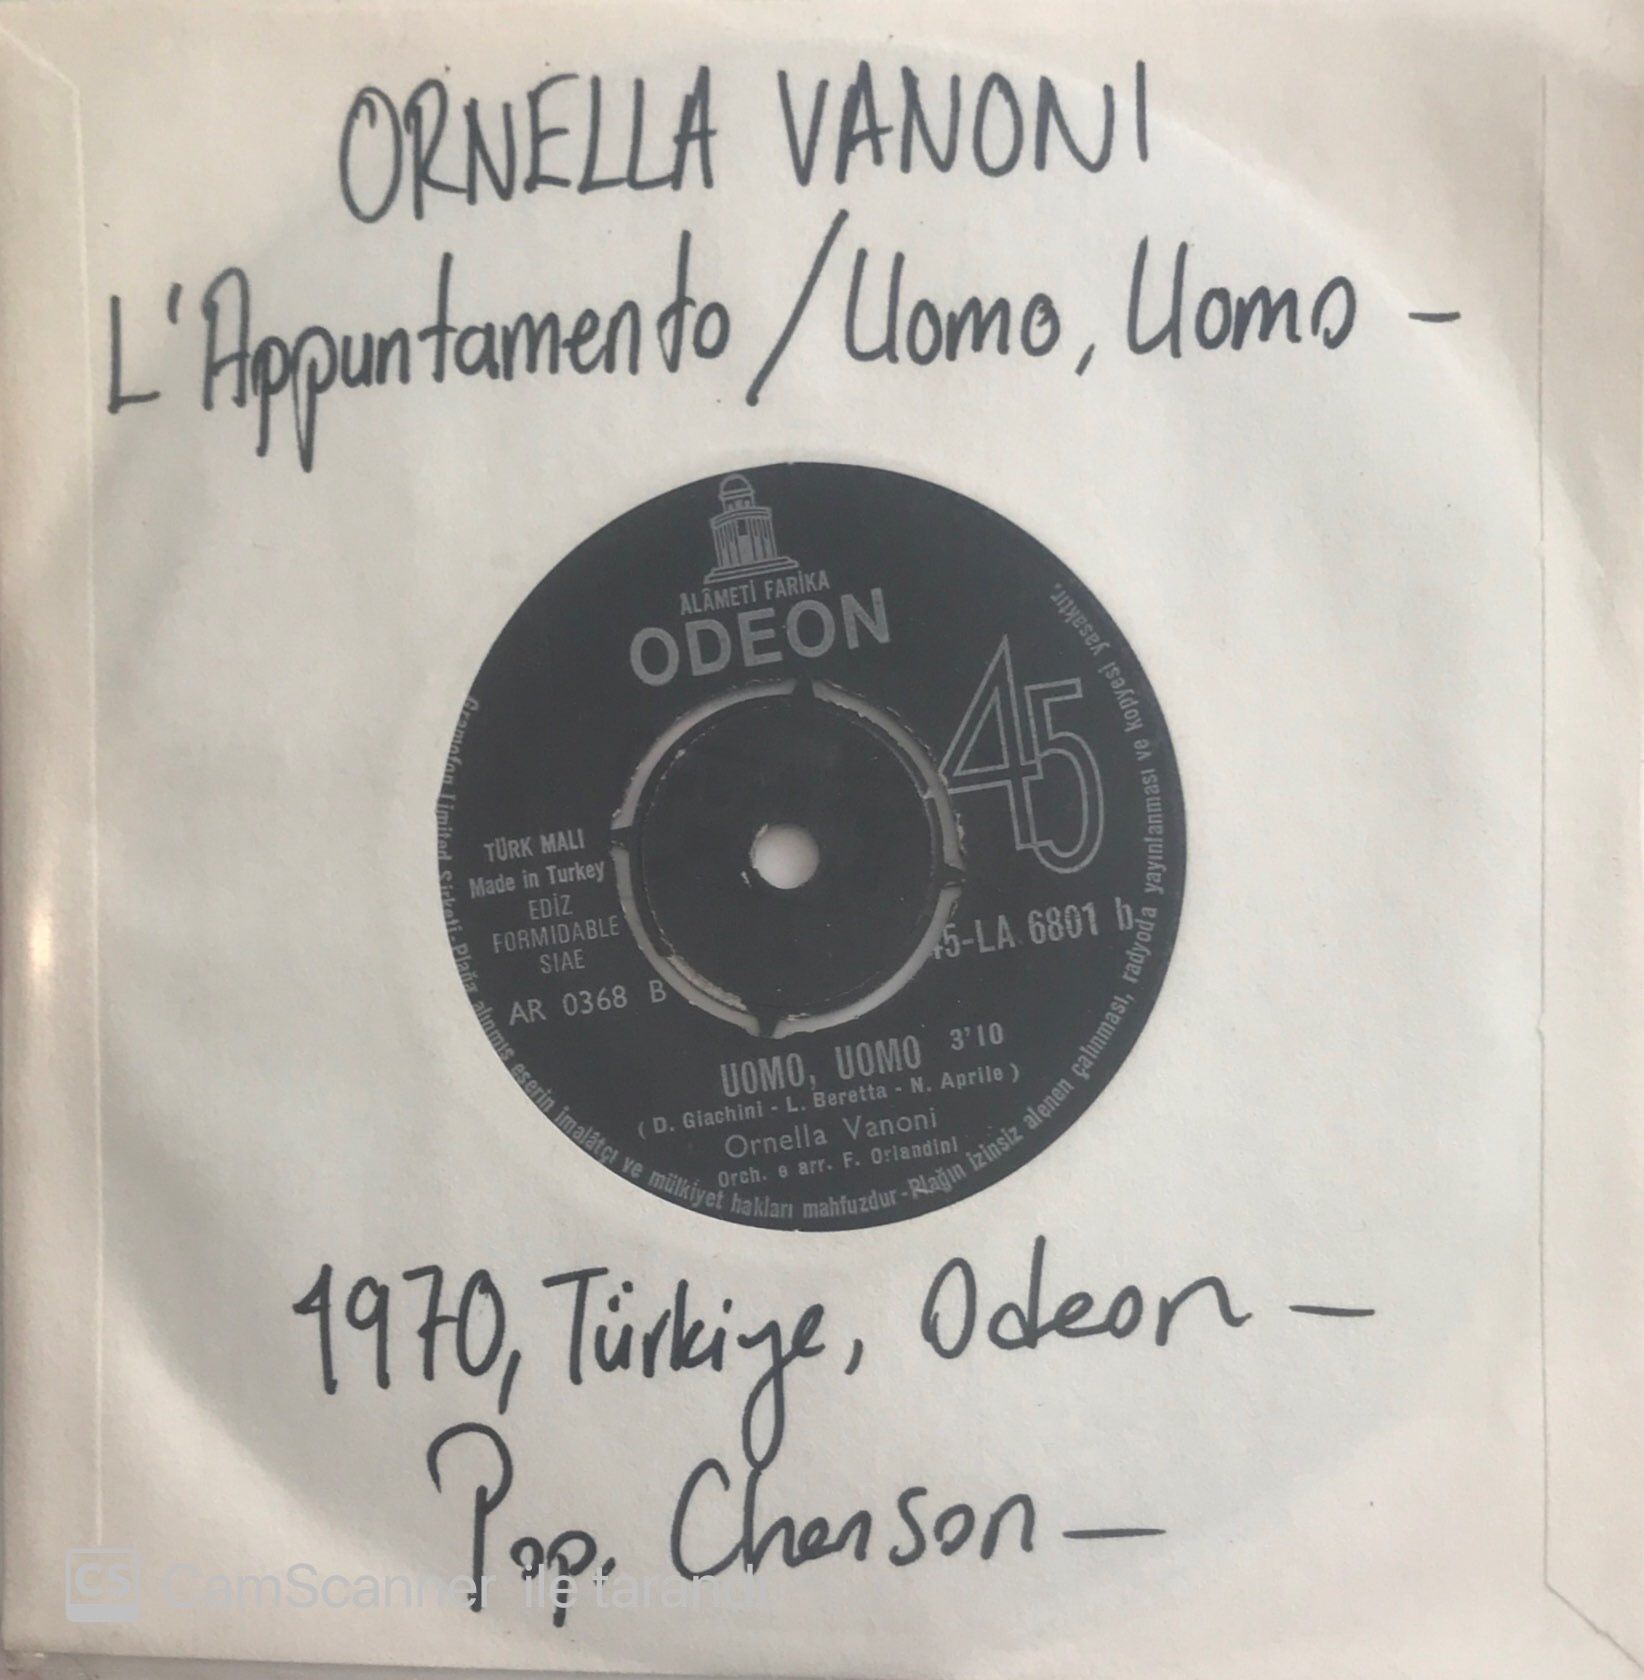 ORNELLA VANONI
L'Appuntamento / Uomo, Uomo -
ALÂMETİ FARİKA
ODEON
45
TÜRK MALI
Made in Turkey
EDİZ
FORMIDABLE
SIAE
AR 0368 B
45-LA 6801 b
UOMO, UOMO 3'10
( D. Giachini - L. Beretta - N. Aprile )
Ornella Vanoni
Orch. e arr. F. Orlandini
Gramofon Limited Şirketi-Plağa alınmış eserin imalâtçı ve mülkiyet hakları mahfuzdur-Plağın izinsiz alenen çalınması, radyoda yayınlanması ve kopyesi yasaktır.
1970, Türkiye, Odeon -
Pop, Chanson -
CS CamScanner ile tarandı